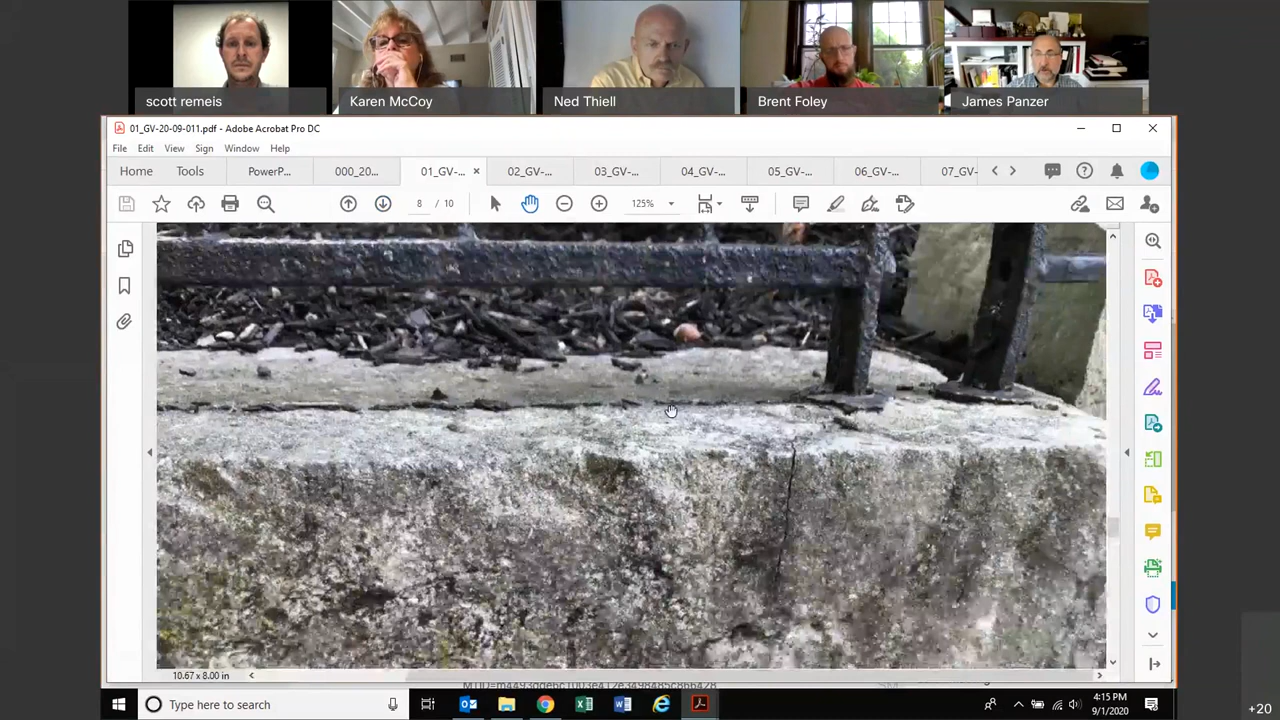 scott remeis
Karen McCoy
Ned Thiell
Brent Foley
James Panzer
01_GV-20-09-011.pdf - Adobe Acrobat Pro DC
File Edit View Sign Window Help
Home Tools PowerP... 000_20... 01_GV-... × 02_GV-... 03_GV-... 04_GV-... 05_GV-... 06_GV-... 07_GV-
8 / 10 125%
10.67 x 8.00 in
Type here to search
4:15 PM
9/1/2020
+20